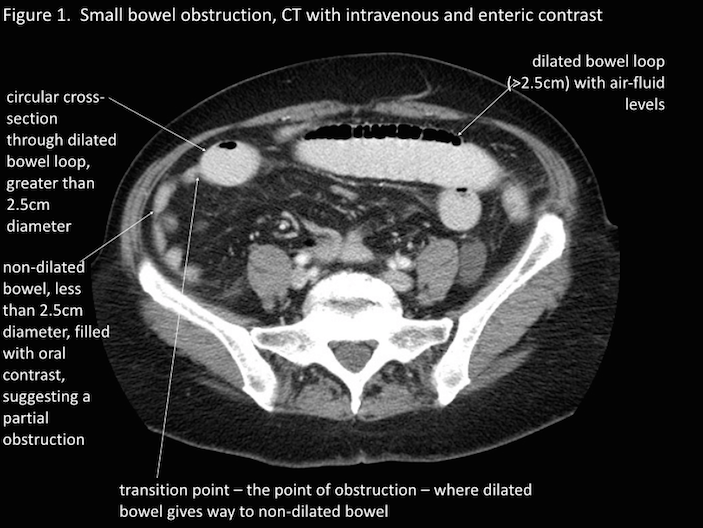 Figure 1.  Small bowel obstruction, CT with intravenous and enteric contrast
dilated bowel loop
(>2.5cm) with air-fluid
levels
circular cross-
section
through dilated
bowel loop,
greater than
2.5cm
diameter
non-dilated
bowel, less
than 2.5cm
diameter, filled
with oral
contrast,
suggesting a
partial
obstruction
transition point – the point of obstruction – where dilated
bowel gives way to non-dilated bowel